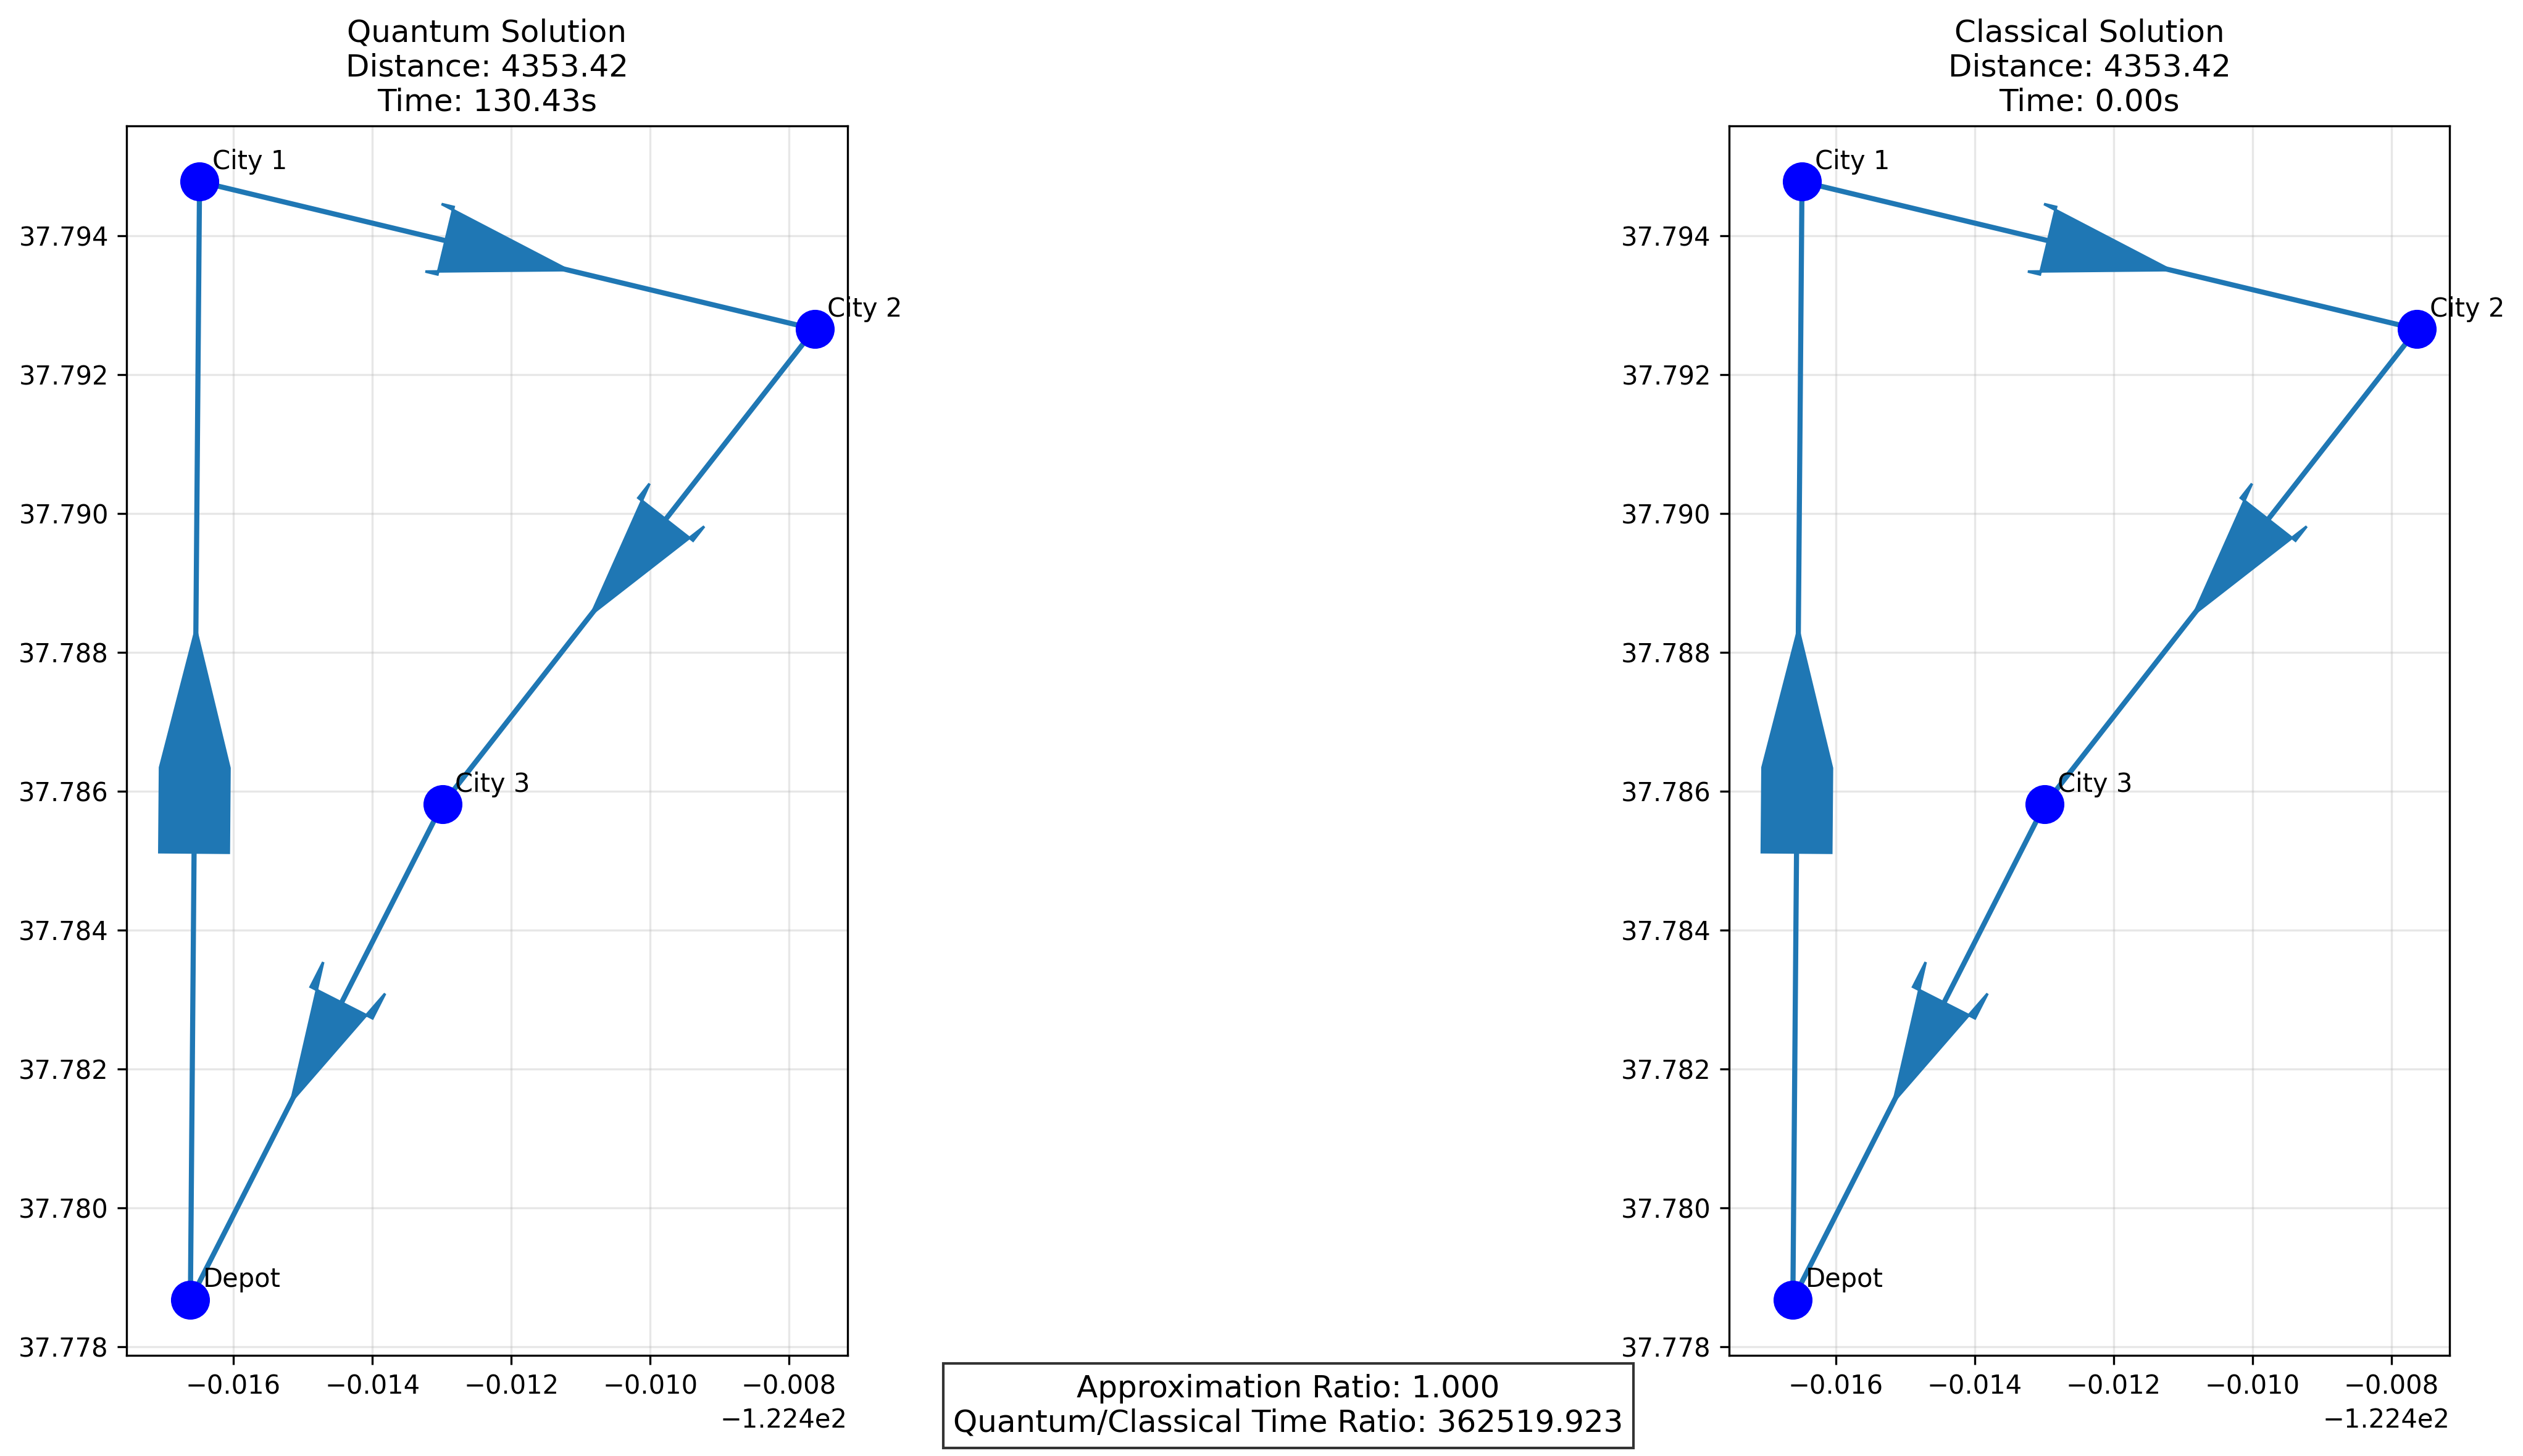 Quantum Solution
Distance: 4353.42
Time: 130.43s
City 1
City 2
City 3
Depot
37.794
37.792
37.790
37.788
37.786
37.784
37.782
37.780
37.778
−0.016
−0.014
−0.012
−0.010
−0.008
−1.224e2
Classical Solution
Distance: 4353.42
Time: 0.00s
City 1
City 2
City 3
Depot
37.794
37.792
37.790
37.788
37.786
37.784
37.782
37.780
37.778
−0.016
−0.014
−0.012
−0.010
−0.008
−1.224e2
Approximation Ratio: 1.000
Quantum/Classical Time Ratio: 362519.923